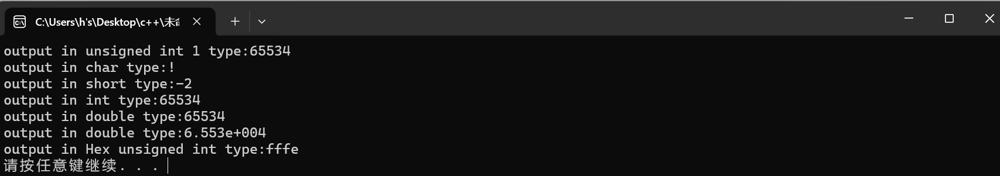 C:\Users\h's\Desktop\c++\未命
output in unsigned int 1 type:65534
output in char type:!
output in short type:-2
output in int type:65534
output in double type:65534
output in double type:6.553e+004
output in Hex unsigned int type:fffe
请按任意键继续. . .